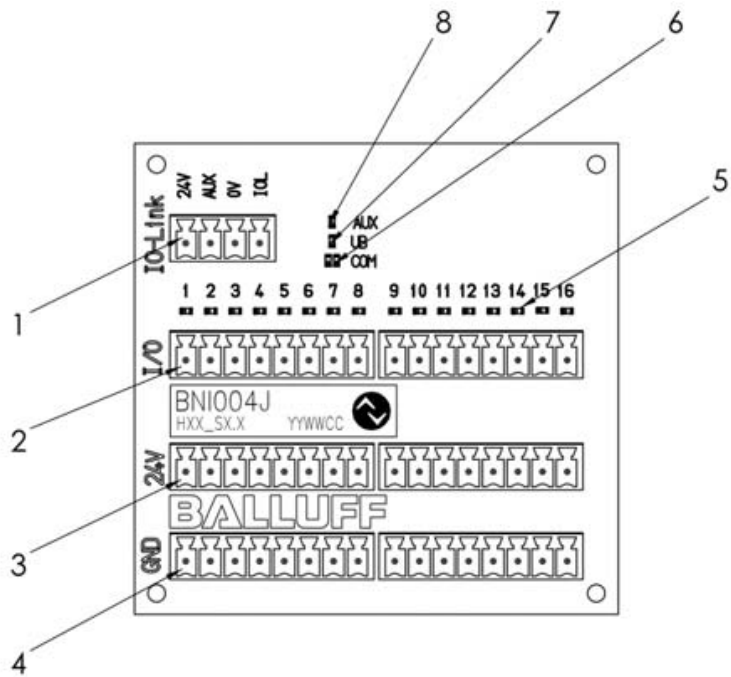 8 7 6
24V AUX 0V IOL
IO-Link
AUX
UB
COM
5
1
1 2 3 4 5 6 7 8 9 10 11 12 13 14 15 16
I/O
2
BNI004J
HXX_SX.X YYWWCC
24V
3
BALLUFF
GND
4